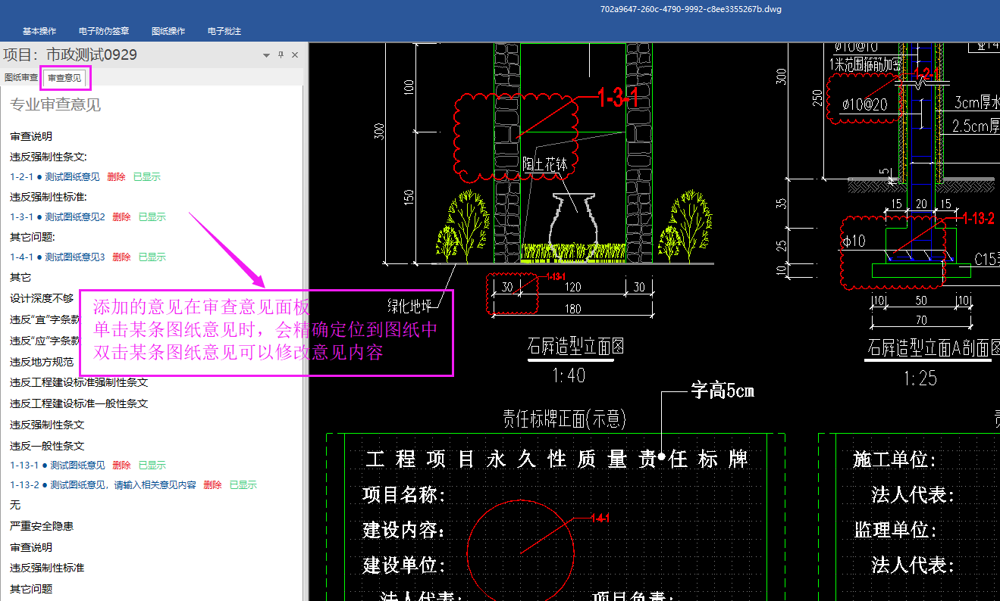 702a9647-260c-4790-9992-c8ee3355267b.dwg
基本操作 电子防伪签章 图纸操作 电子批注
项目：市政测试0929
图纸审查 审查意见
专业审查意见
审查说明
违反强制性条文:
1-2-1 ● 测试图纸意见 删除 已显示
违反强制性标准:
1-3-1 ● 测试图纸意见2 删除 已显示
其它问题:
1-4-1 ● 测试图纸意见3 删除 已显示
其它
设计深度不够
违反“宜”字条款
违反“应”字条款
违反地方规范
违反工程建设标准强制性条文
违反工程建设标准一般性条文
违反强制性条文
违反一般性条文
1-13-1 ● 测试图纸意见 删除 已显示
1-13-2 ● 测试图纸意见，请输入相关意见内容 删除 已显示
无
严重安全隐患
审查说明
违反强制性标准
其它问题
添加的意见在审查意见面板
单击某条图纸意见时，会精确定位到图纸中
双击某条图纸意见可以修改意见内容
100
300
150
1-3-1
陶土花钵
1-13-1
30 120 30
180
绿化地坪
石屏造型立面图
1:40
300
250
ø10@10
1米范围箍筋加密
1-2-1
ø10@20
3cm厚水
2.5cm厚
5
35
25
10
15 20 15
1-13-2
ϕ10
C15
10 50 10
70
石屏造型立面A剖面图
1:25
字高5cm
责任标牌正面(示意)
工程项目永久性质量责任标牌
项目名称:
建设内容:
1-4-1
建设单位:
法人代表:
项目负责:
施工单位:
法人代表:
监理单位:
法人代表: